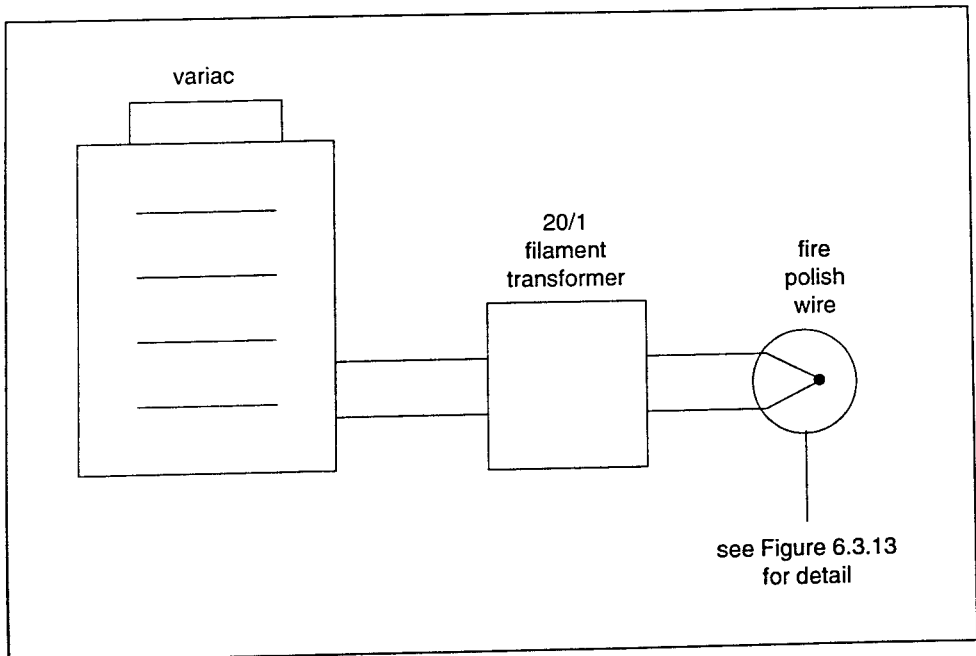 variac
20/1
filament
transformer
fire
polish
wire
see Figure 6.3.13
for detail